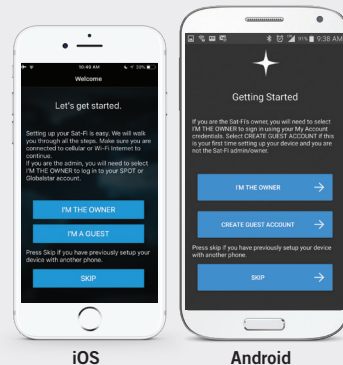 10:49 AM
33%
Welcome
Let's get started.
Setting up your Sat-Fi is easy. We will walk
you through all the steps. Make sure you are
connected to cellular or Wi-Fi Internet to
continue.
If you are the admin, you will need to select
I'M THE OWNER to log in to your SPOT or
Globalstar account.
I'M THE OWNER
I'M A GUEST
Press Skip if you have previously setup your
device with another phone.
SKIP
iOS
91%
9:38 AM
Getting Started
If you are the Sat-Fi's owner, you will need to select
I'M THE OWNER to sign in using your My Account
credentials. Select CREATE GUEST ACCOUNT if this
is your first time setting up your device and you are
not the Sat-Fi admin/owner.
I'M THE OWNER
CREATE GUEST ACCOUNT
Press skip if you have previously setup your device
with another phone.
SKIP
Android